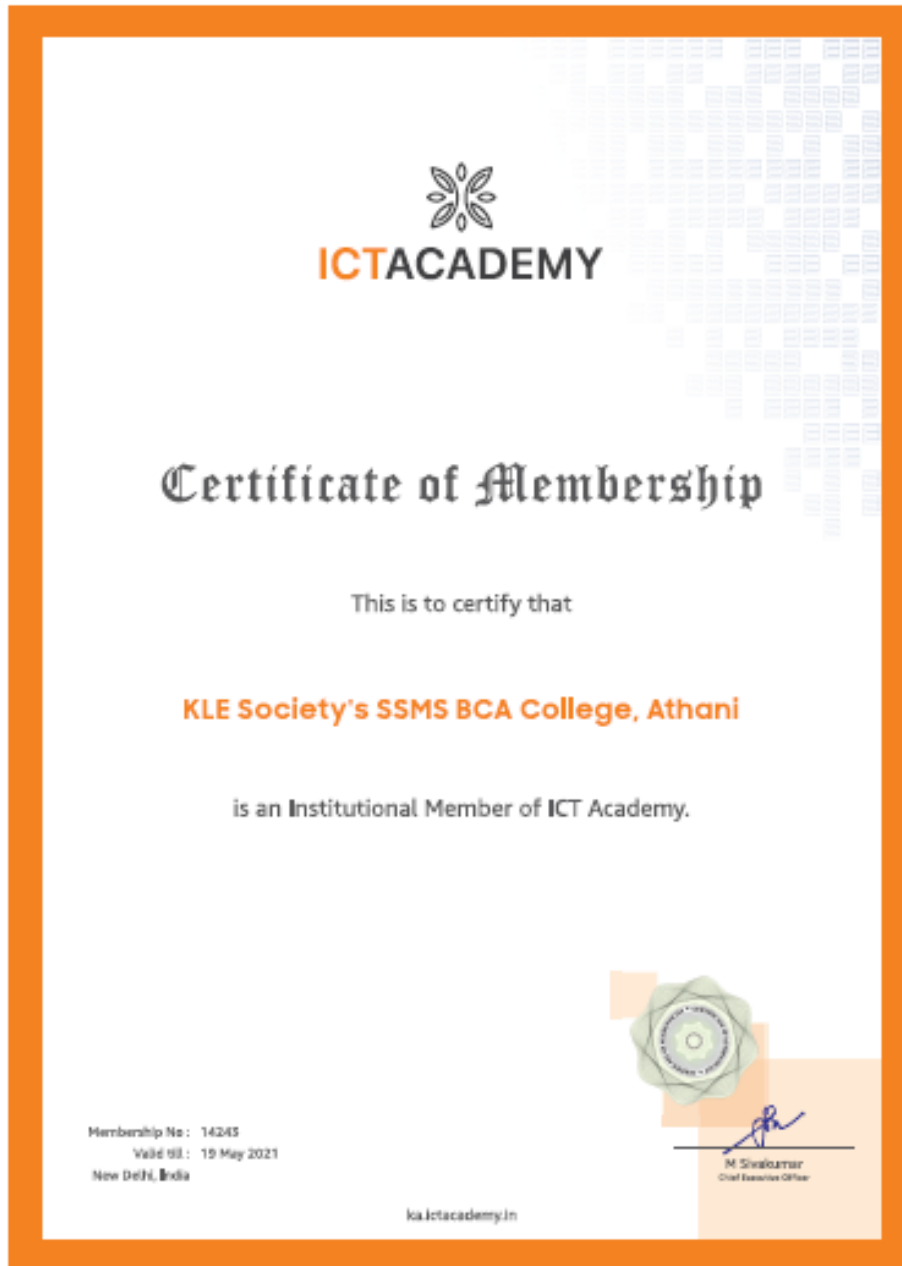 ICTACADEMY
Certificate of Membership
This is to certify that
KLE Society's SSMS BCA College, Athani
is an Institutional Member of ICT Academy.
Membership No : 14243
Valid till : 19 May 2021
New Delhi, India
M Sivakumar
Chief Executive Officer
ka.ictacademy.in